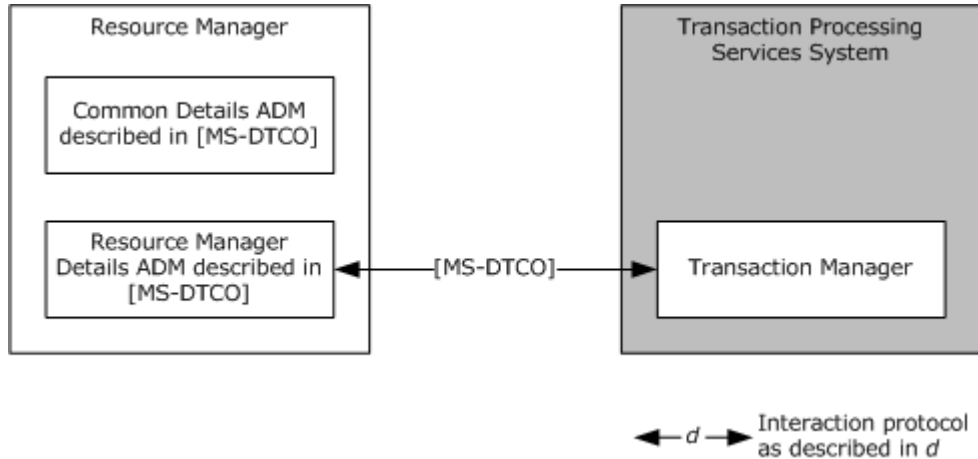 Resource Manager
Common Details ADM
described in [MS-DTCO]
Resource Manager
Details ADM described in
[MS-DTCO]
[MS-DTCO]
Transaction Processing
Services System
Transaction Manager
d
Interaction protocol
as described in d